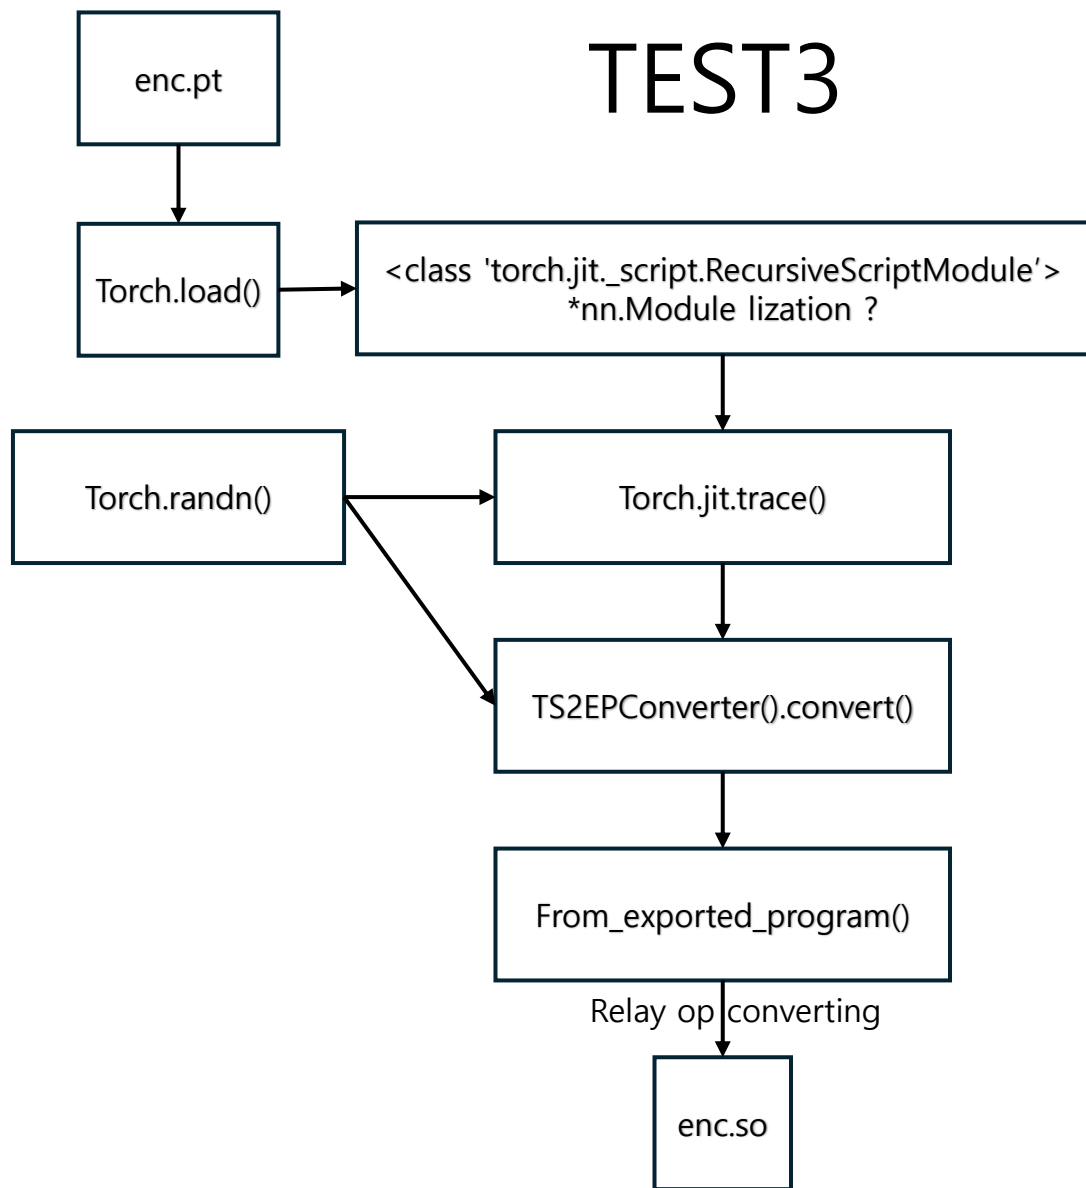 TEST3
enc.pt
Torch.load()
<class 'torch.jit._script.RecursiveScriptModule’>
*nn.Module lization ?
Torch.randn()
Torch.jit.trace()
TS2EPConverter().convert()
From_exported_program()
Relay op converting
enc.so